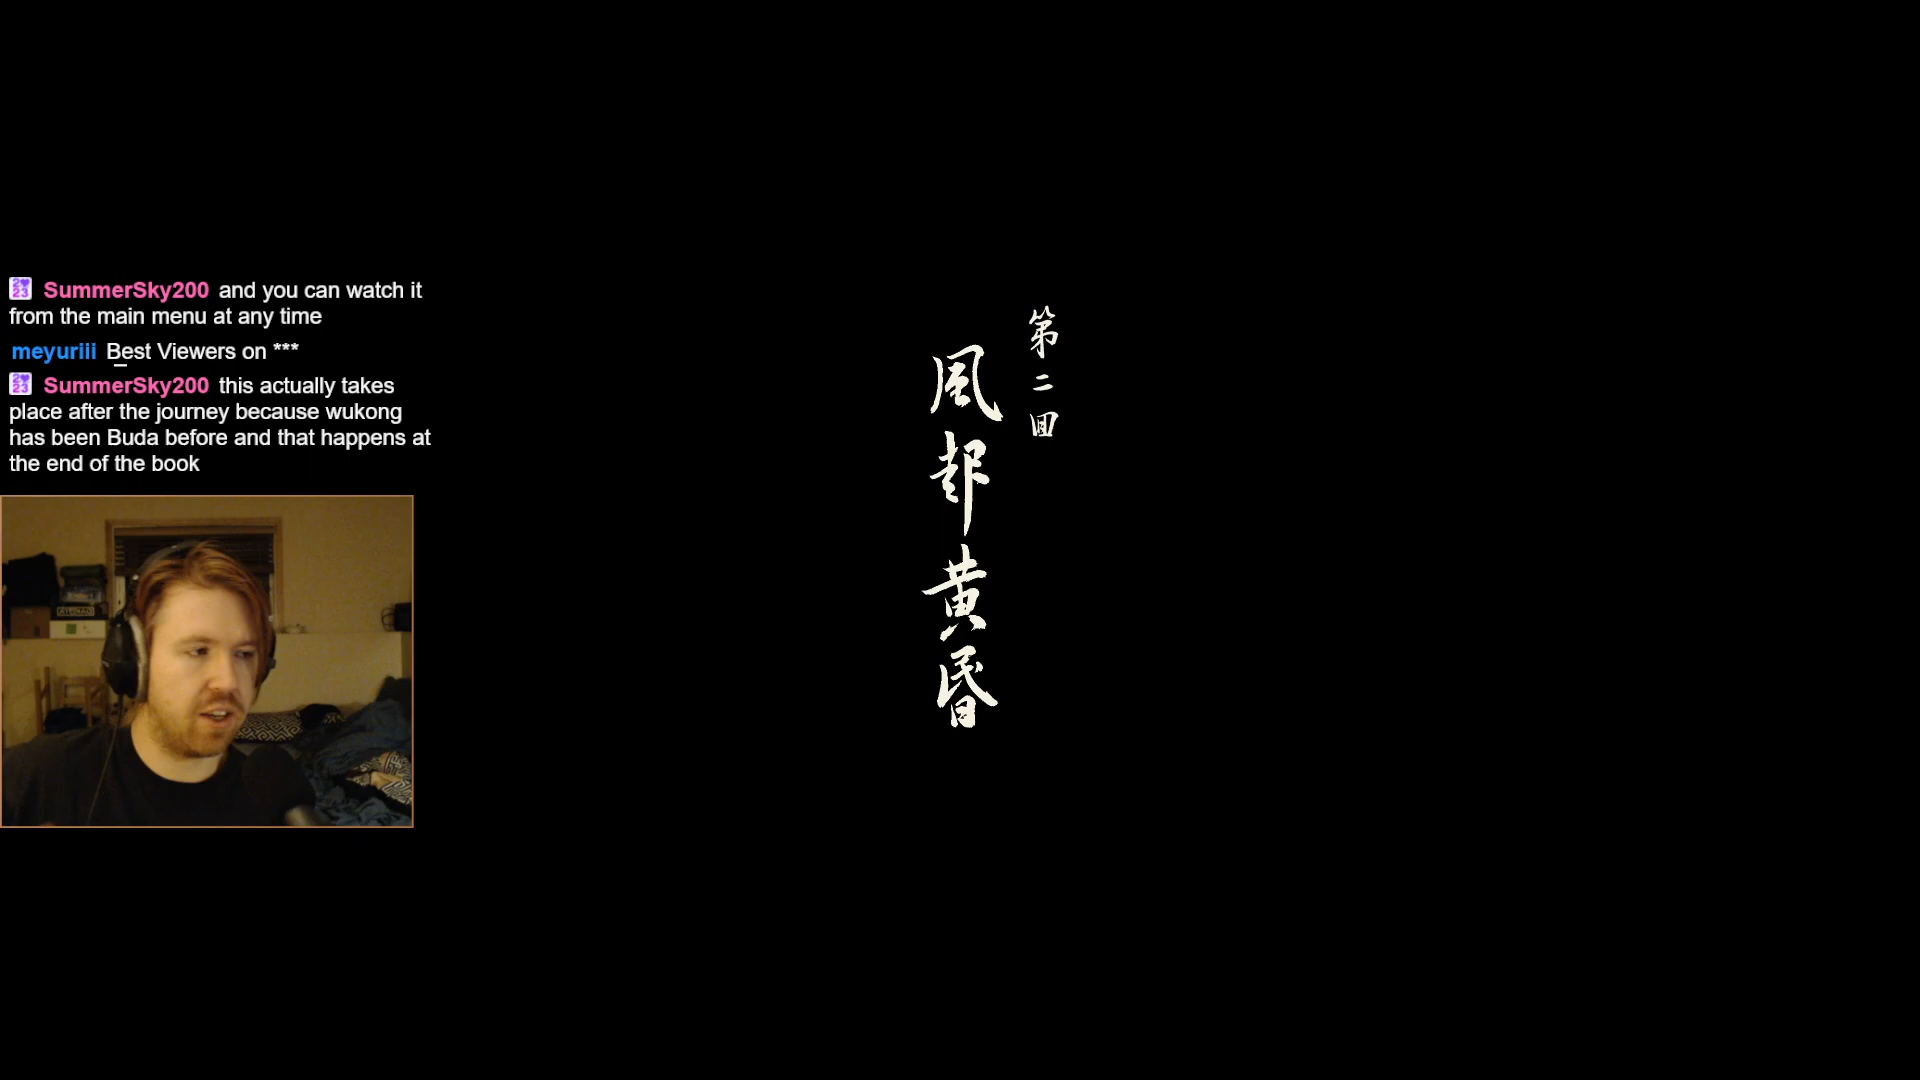 SummerSky200 and you can watch it
from the main menu at any time
meyuriii Best Viewers on ***
SummerSky200 this actually takes
place after the journey because wukong
has been Buda before and that happens at
the end of the book
第二回
風起黄昏